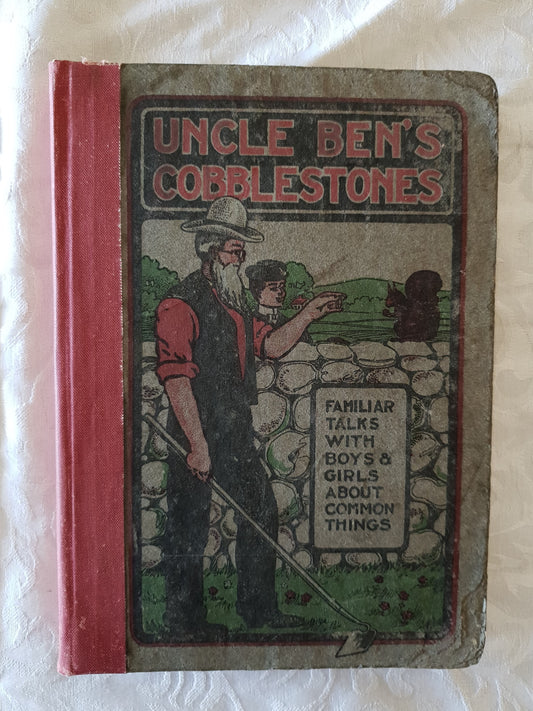 UNCLE BEN'S
COBBLESTONES
FAMILIAR
TALKS
WITH
BOYS &
GIRLS
ABOUT
COMMON
THINGS